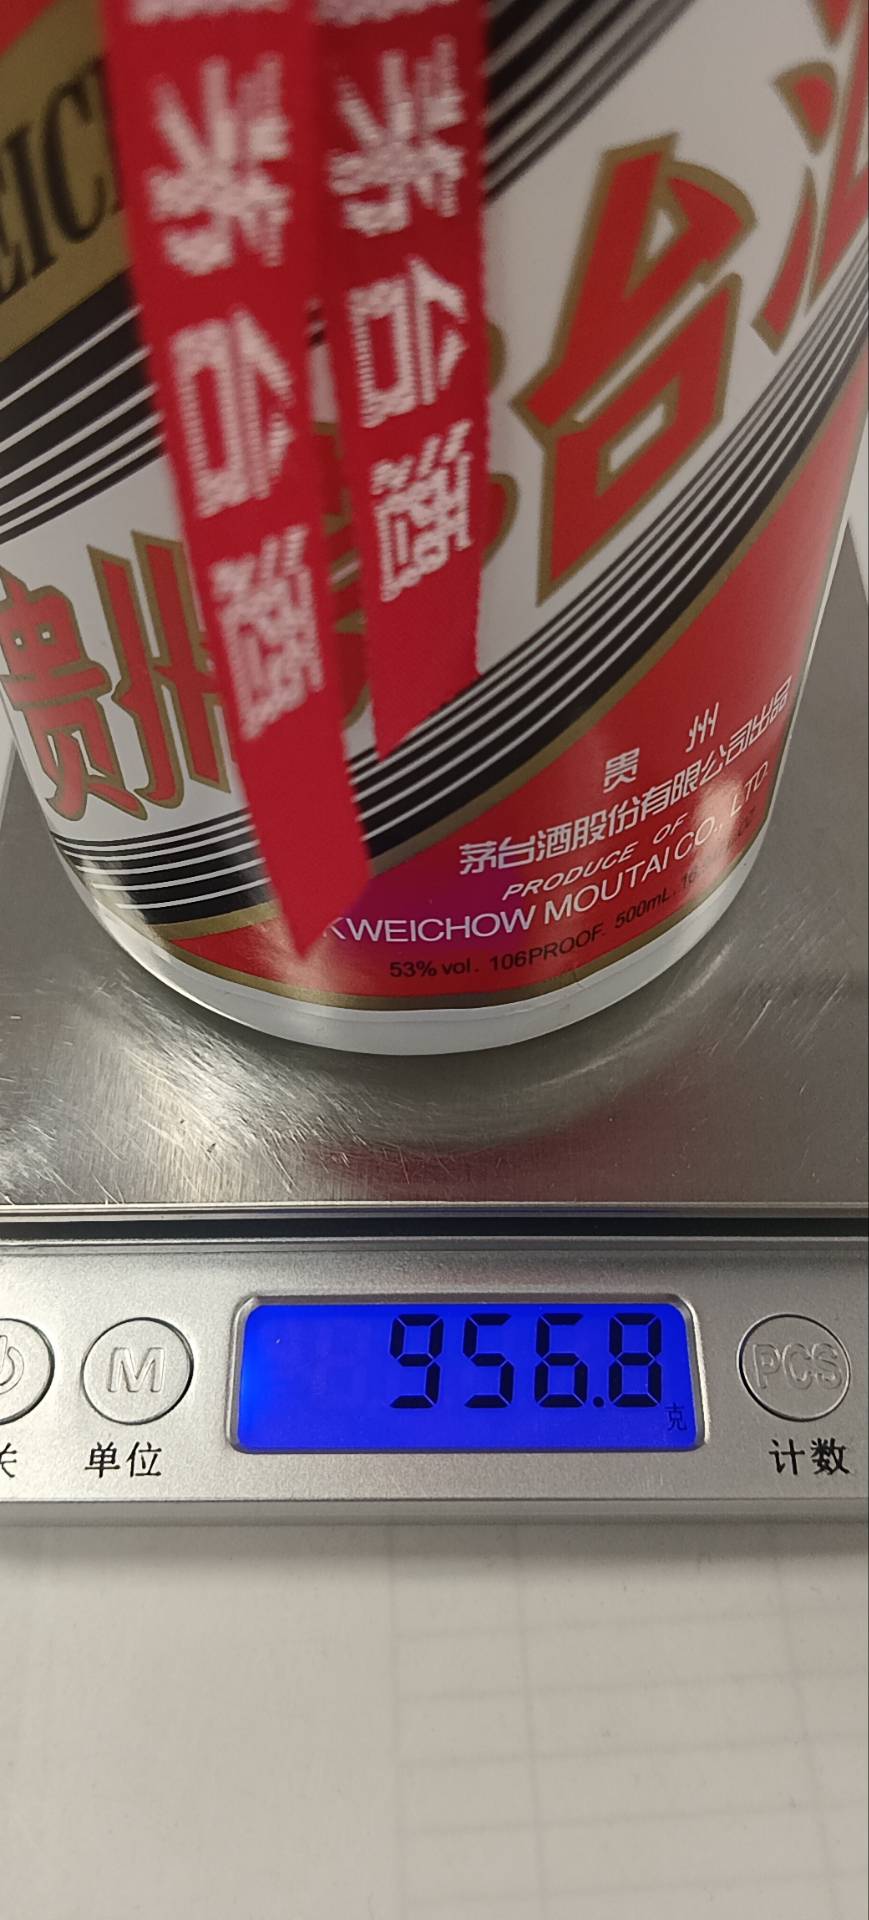 茅台酒
茅台酒
贵州
台
贵州
茅台酒股份有限公司出品
PRODUCE OF
KWEICHOW MOUTAI CO., LTD.
53% vol. 106PROOF. 500mL.
956.8
克
M
PCS
单位
计数